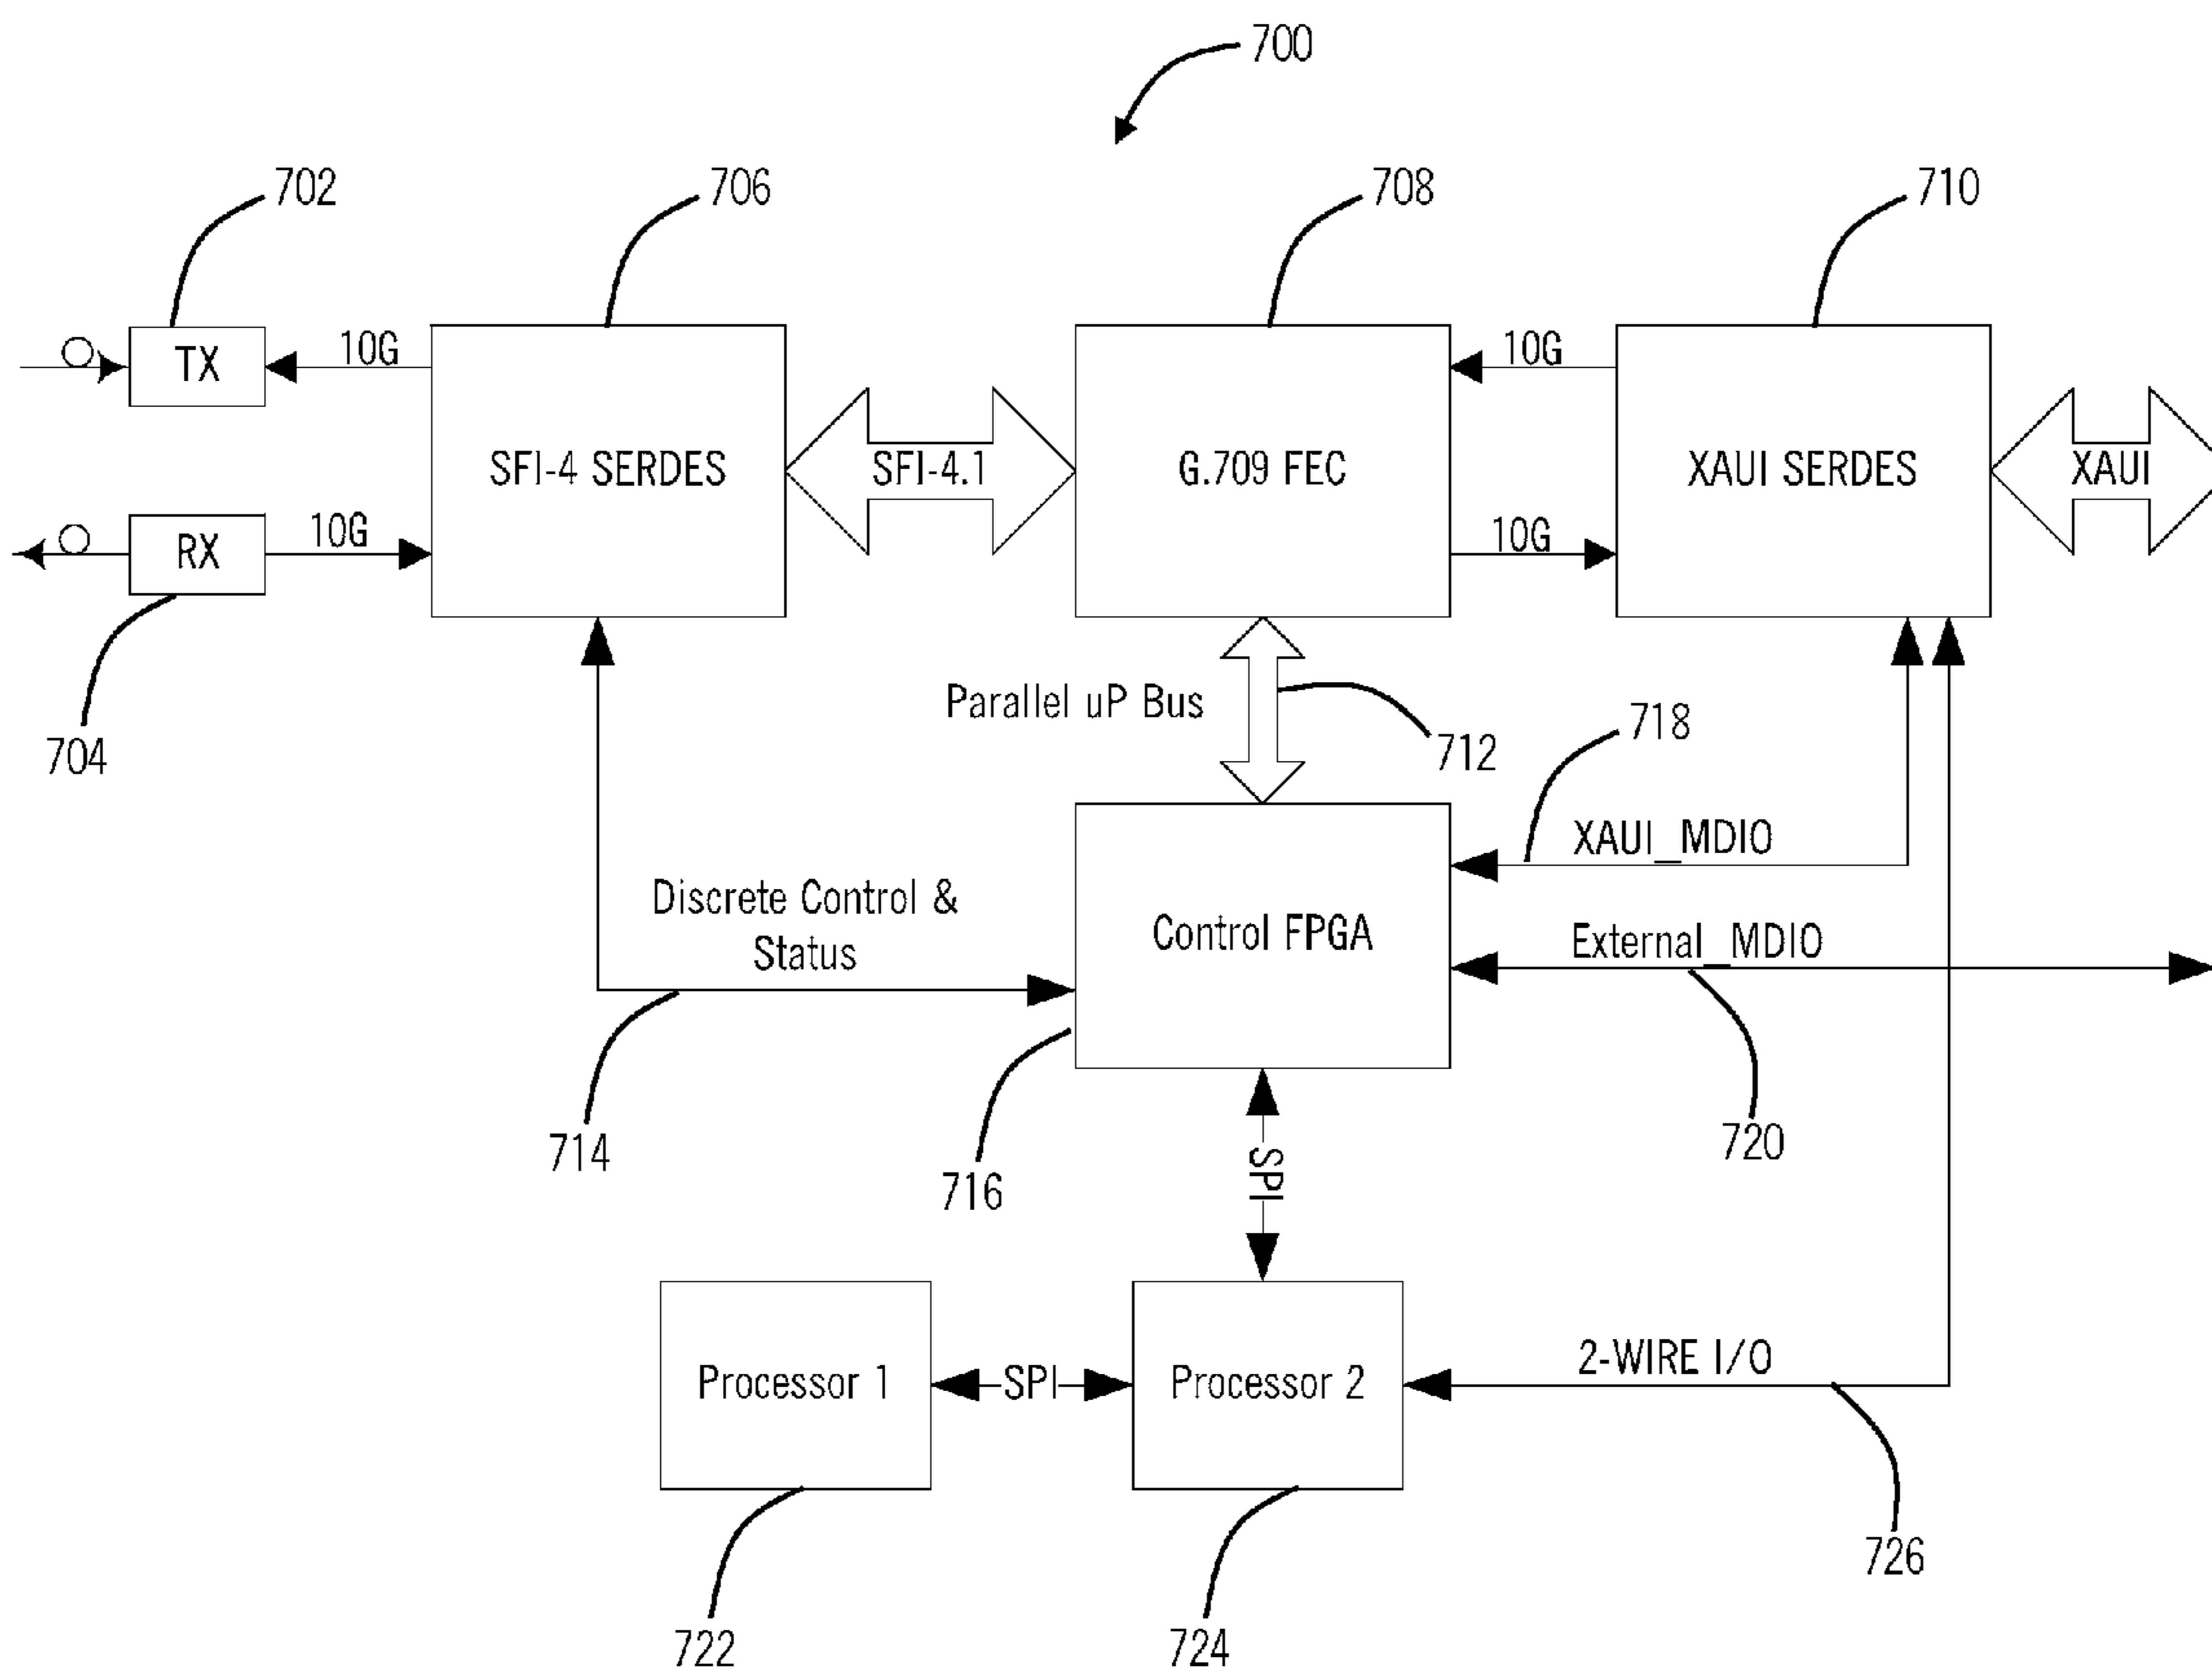 700
702
706
708
710
TX
10G
SFI-4 SERDES
SFI-4.1
G.709 FEC
10G
XAUI SERDES
XAUI
RX
10G
10G
704
Parallel uP Bus
712
718
XAUI_MDIO
Discrete Control &
Status
Control FPGA
External_MDIO
714
716
SPI
720
Processor 1
SPI
Processor 2
2-WIRE I/O
726
722
724